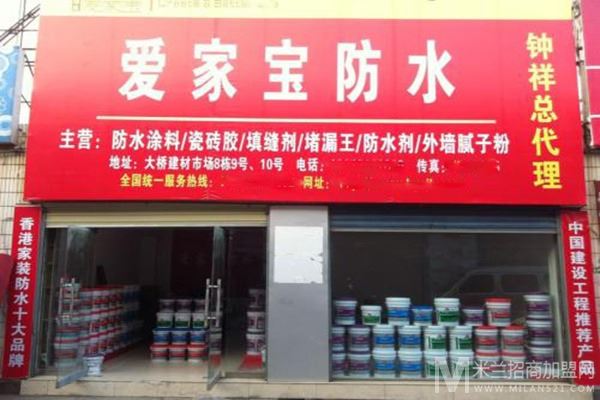 爱家宝防水
钟祥总代理
主营：防水涂料/瓷砖胶/填缝剂/堵漏王/防水剂/外墙腻子粉
地址：大桥建材市场8栋9号、10号 电话： 传真：
全国统一服务热线： 网址：
香港家装防水十大品牌
中国建设工程推荐产
米兰招商加盟网
WWW.MILANS21.COM